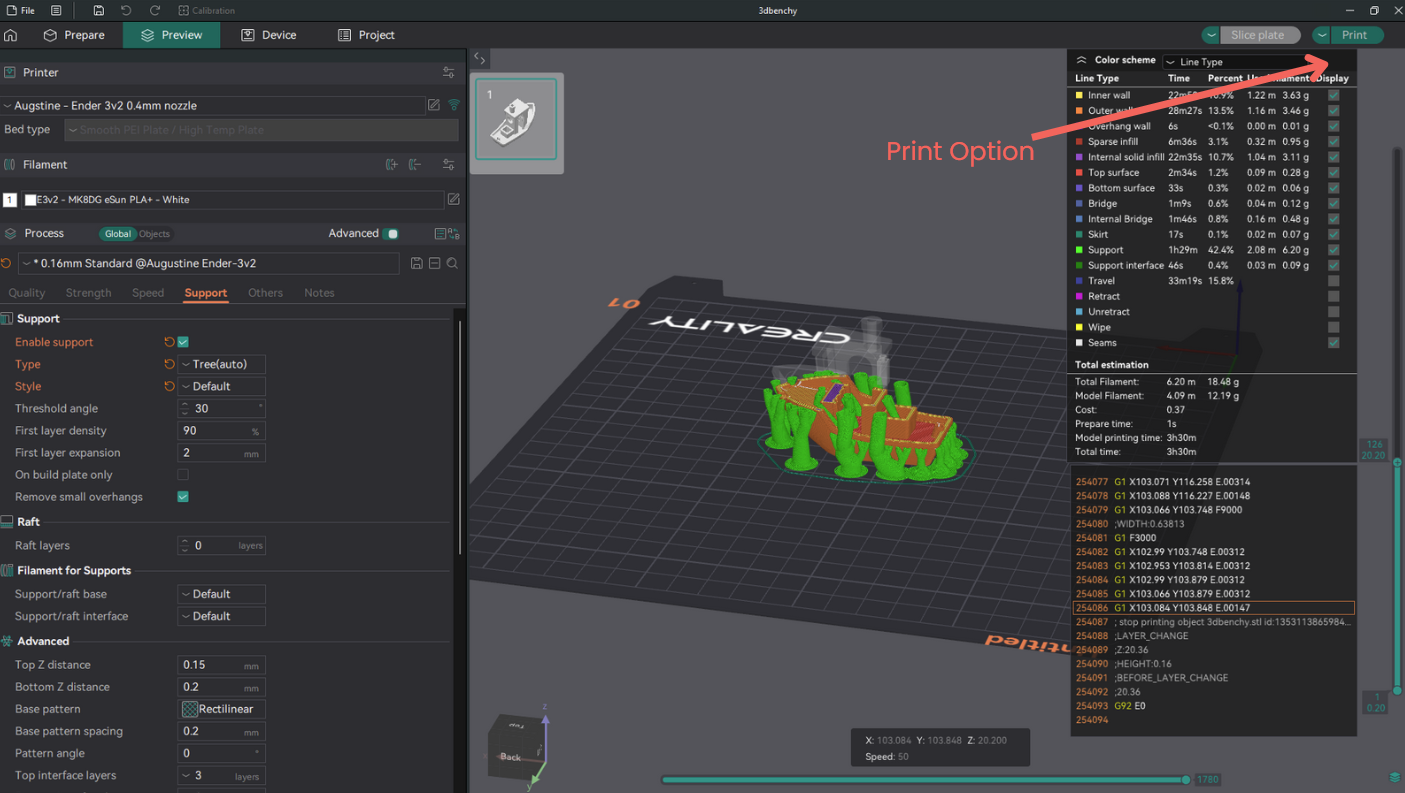 File
Calibration
3dbenchy
Prepare
Preview
Device
Project
Slice plate
Print
Printer
Augstine - Ender 3v2 0.4mm nozzle
Bed type
Smooth PEI Plate / High Temp Plate
Filament
1
E3v2 - MK8DG eSun PLA+ - White
Process
Global
Objects
Advanced
* 0.16mm Standard @Augustine Ender-3v2
Quality
Strength
Speed
Support
Others
Notes
Support
Enable support
Type
Tree(auto)
Style
Default
Threshold angle
30
°
First layer density
90
%
First layer expansion
2
mm
On build plate only
Remove small overhangs
Raft
Raft layers
0
layers
Filament for Supports
Support/raft base
Default
Support/raft interface
Default
Advanced
Top Z distance
0.15
mm
Bottom Z distance
0.2
mm
Base pattern
Rectilinear
Base pattern spacing
0.2
mm
Pattern angle
0
°
Top interface layers
3
layers
1
01
CREALITY
Print Option
Color scheme
Line Type
Line Type Time Percent Display
Inner wall 1.22 m 3.63 g
Outer 28m27s 13.5% 1.16 m 3.46 g
Overhang wall 6s <0.1% 0.00 m 0.01 g
Sparse infill 6m36s 3.1% 0.32 m 0.95 g
Internal solid infill 22m35s 10.7% 1.04 m 3.11 g
Top surface 2m34s 1.2% 0.09 m 0.28 g
Bottom surface 33s 0.3% 0.02 m 0.06 g
Bridge 1m9s 0.6% 0.04 m 0.12 g
Internal Bridge 1m46s 0.8% 0.16 m 0.48 g
Skirt 17s 0.1% 0.02 m 0.07 g
Support 1h29m 42.4% 2.08 m 6.20 g
Support interface 46s 0.4% 0.03 m 0.09 g
Travel 33m19s 15.8%
Retract
Unretract
Wipe
Seams
Total estimation
Total Filament: 6.20 m 18.48 g
Model Filament: 4.09 m 12.19 g
Cost: 0.37
Prepare time: 1s
Model printing time: 3h30m
Total time: 3h30m
126
20.20
254077 G1 X103.071 Y116.258 E.00314
254078 G1 X103.088 Y116.227 E.00148
254079 G1 X103.066 Y103.748 F9000
254080 ;WIDTH:0.63813
254081 G1 F3000
254082 G1 X102.99 Y103.748 E.00312
254083 G1 X102.953 Y103.814 E.00312
254084 G1 X102.99 Y103.879 E.00312
254085 G1 X103.066 Y103.879 E.00312
254086 G1 X103.084 Y103.848 E.00147
254087 ; stop printing object 3dbenchy.stl id:1353113865984...
254088 ;LAYER_CHANGE
254089 ;Z:20.36
254090 ;HEIGHT:0.16
254091 ;BEFORE_LAYER_CHANGE
254092 ;20.36
254093 G92 E0
254094
1
0.20
Untitled
Z
Top
Back
y
X: 103.084 Y: 103.848 Z: 20.200
Speed: 50
1780